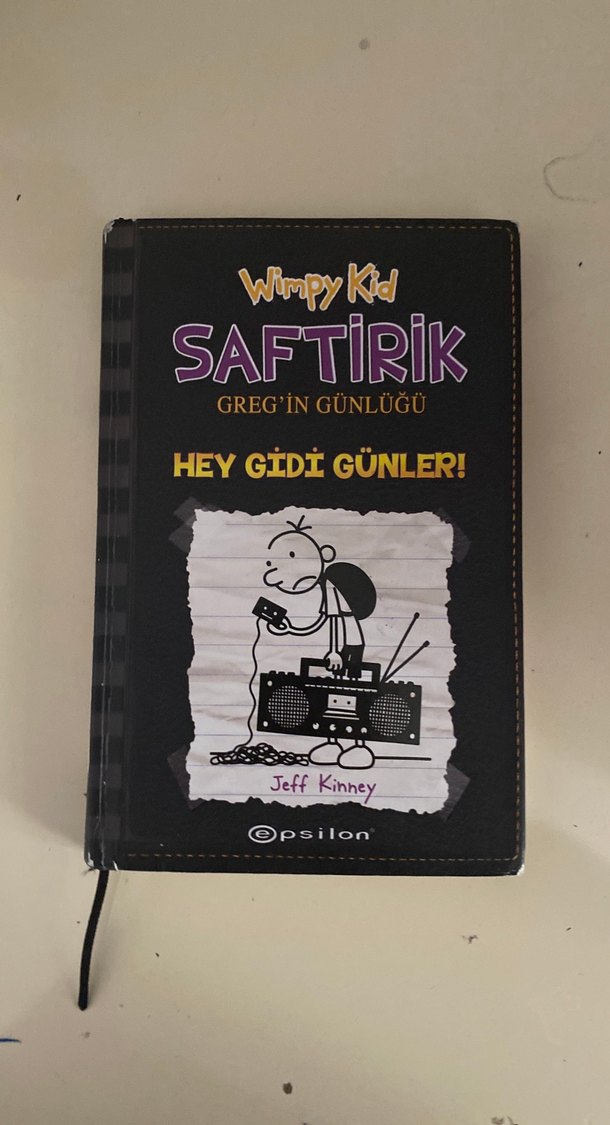 Wimpy Kid
SAFTİRİK
GREG'İN GÜNLÜĞÜ
HEY GİDİ GÜNLER!
Jeff Kinney
epsilon®